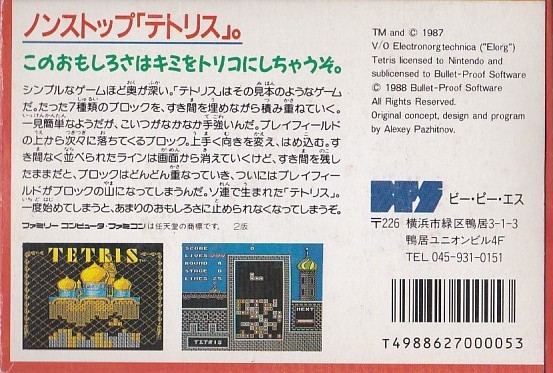 ノンストップ「テトリス」。
このおもしろさはキミをトリコにしちゃうぞ。
シンプルなゲームほど奥が深い。「テトリス」はその見本のようなゲーム
だ。たった7種類のブロックを、すき間を埋めながら積み重ねていく。
一見簡単なようだが、こいつがなかなか手強いんだ。プレイフィールド
の上から次々に落ちてくるブロック。上手く向きを変え、はめ込む。す
き間なく並べられたラインは画面から消えていくけど、すき間を残し
たままだと、ブロックはどんどん重なっていき、ついにはプレイフィー
ルドがブロックの山になってしまうんだ。ソ連で生まれた「テトリス」。
一度始めてしまうと、あまりのおもしろさに止められなくなってしまうぞ。
ファミリー コンピュータ・ファミコンは任天堂の商標です。 2版
TETRIS
SCORE 0
LIVES
ROUND
STAGE 0
LINES 25
NEXT
TETRIS
TM and © 1987
V/O Electronorgtechnica ("Elorg")
Tetris licensed to Nintendo and
sublicensed to Bullet-Proof Software
© 1988 Bullet-Proof Software
All Rights Reserved.
Original concept, design and program
by Alexey Pazhitnov.
BPS ビー・ピー・エス
〒226 横浜市緑区鴨居3-1-3
鴨居ユニオンビル4F
TEL 045-931-0151
T4988627000053